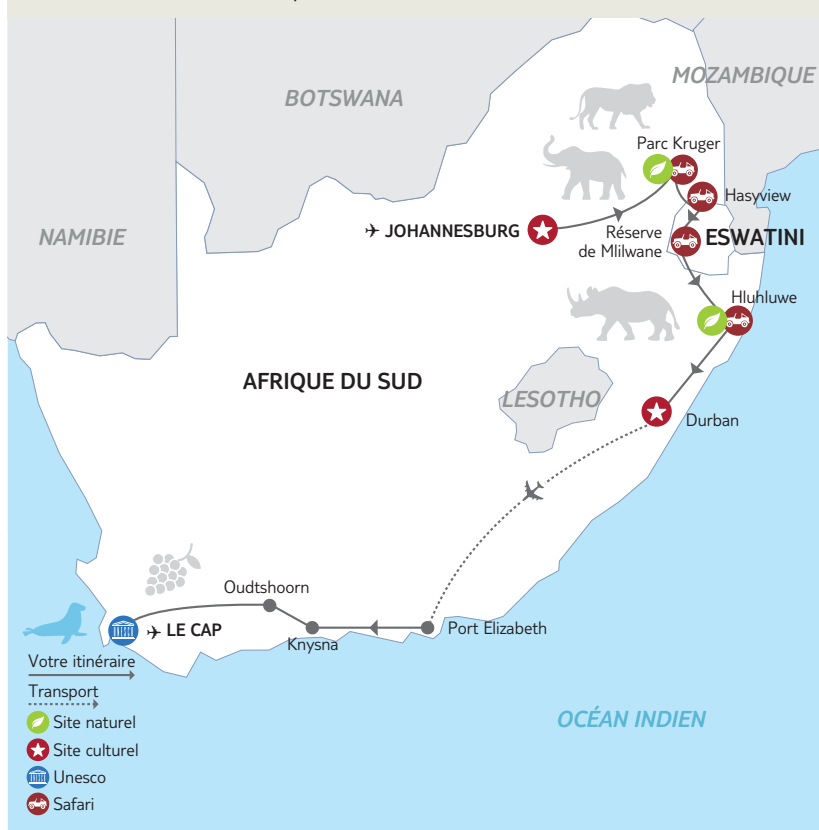 BOTSWANA
MOZAMBIQUE
Parc Kruger
Hasyview
NAMIBIE
JOHANNESBURG
Réserve
de Mlilwane
ESWATINI
Hluhluwe
AFRIQUE DU SUD
LESOTHO
Durban
Oudtshoorn
LE CAP
Knysna
Port Elizabeth
Votre itinéraire
Transport
Site naturel
Site culturel
Unesco
Safari
OCÉAN INDIEN